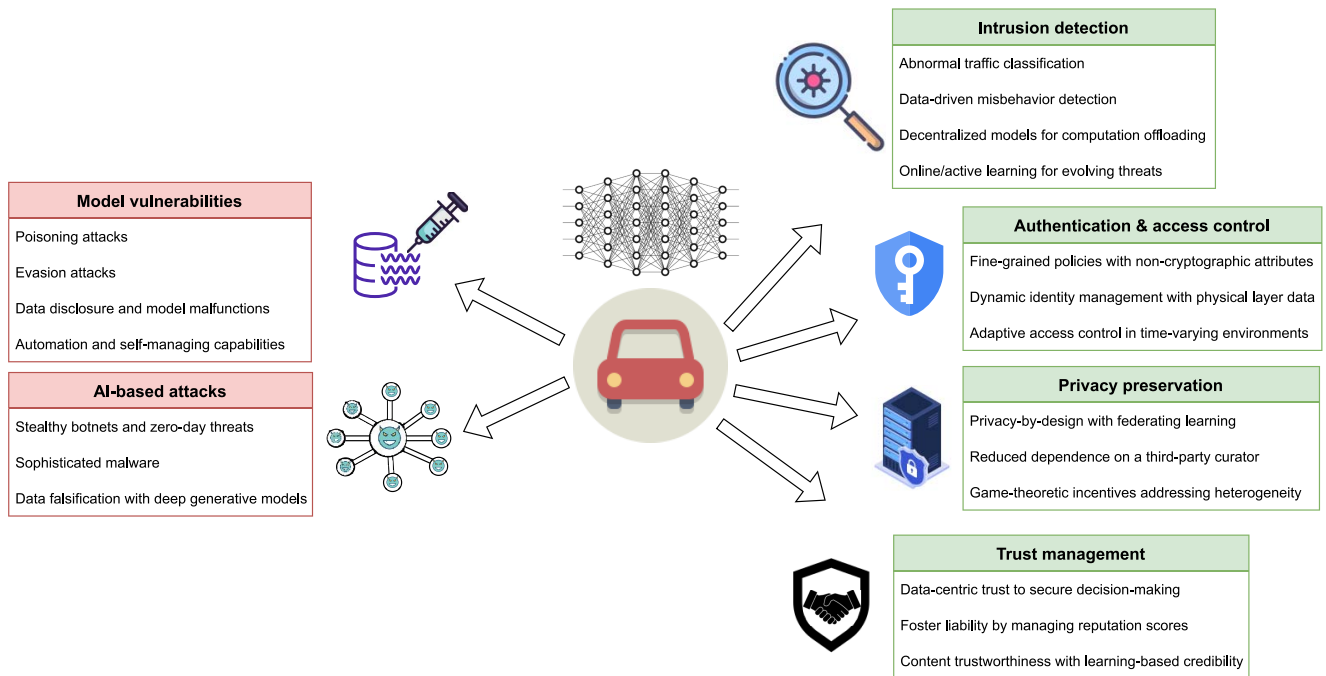 Model vulnerabilities
Poisoning attacks
Evasion attacks
Data disclosure and model malfunctions
Automation and self-managing capabilities
AI-based attacks
Stealthy botnets and zero-day threats
Sophisticated malware
Data falsification with deep generative models
Intrusion detection
Abnormal traffic classification
Data-driven misbehavior detection
Decentralized models for computation offloading
Online/active learning for evolving threats
Authentication & access control
Fine-grained policies with non-cryptographic attributes
Dynamic identity management with physical layer data
Adaptive access control in time-varying environments
Privacy preservation
Privacy-by-design with federating learning
Reduced dependence on a third-party curator
Game-theoretic incentives addressing heterogeneity
Trust management
Data-centric trust to secure decision-making
Foster liability by managing reputation scores
Content trustworthiness with learning-based credibility